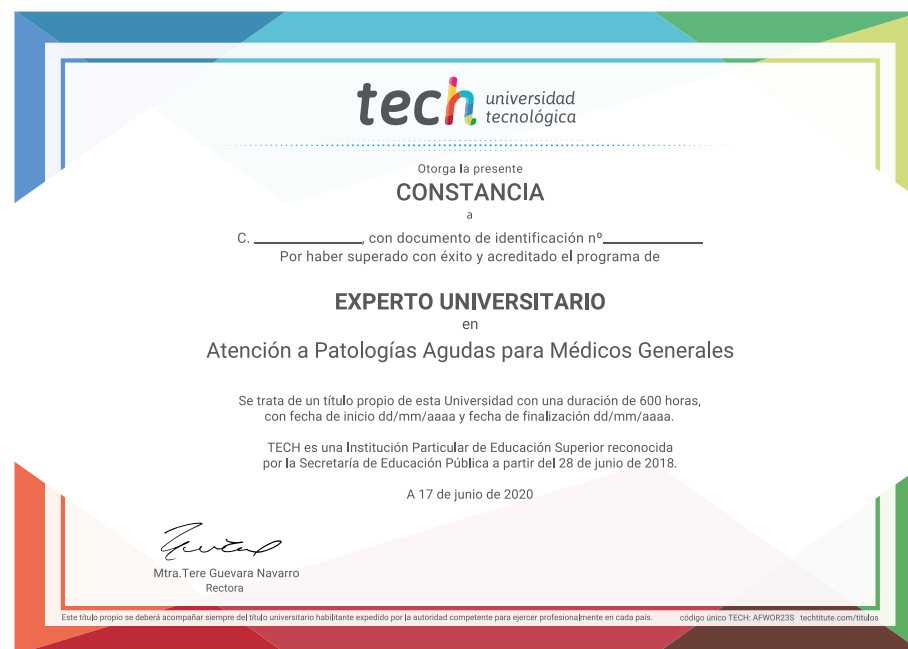 tech universidad
tecnológica
Otorga la presente
CONSTANCIA
a
C. ____________, con documento de identificación nº___________
Por haber superado con éxito y acreditado el programa de
EXPERTO UNIVERSITARIO
en
Atención a Patologías Agudas para Médicos Generales
Se trata de un título propio de esta Universidad con una duración de 600 horas,
con fecha de inicio dd/mm/aaaa y fecha de finalización dd/mm/aaaa.
TECH es una Institución Particular de Educación Superior reconocida
por la Secretaría de Educación Pública a partir del 28 de junio de 2018.
A 17 de junio de 2020
Mtra.Tere Guevara Navarro
Rectora
Este título propio se deberá acompañar siempre del título universitario habilitante expedido por la autoridad competente para ejercer profesionalmente en cada país. código único TECH: AFWOR23S techtitute.com/titulos